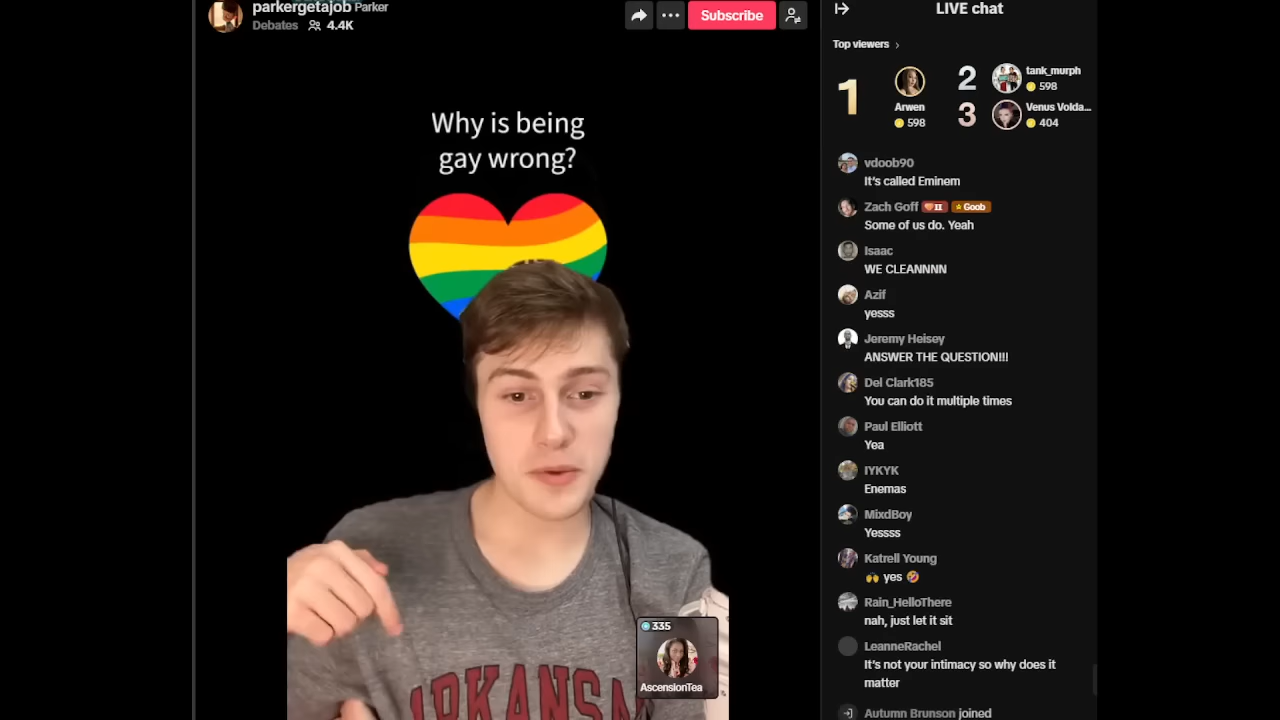 parkergetajob Parker
Debates 4.4K
Subscribe
Why is being
gay wrong?
ARKANSA
335
AscensionTea
LIVE chat
Top viewers
1
Arwen
598
2
tank_murph
598
3
Venus Volda...
404
vdoob90
It's called Eminem
Zach Goff II Goob
Some of us do. Yeah
Isaac
WE CLEANNNN
Azif
yesss
Jeremy Heisey
ANSWER THE QUESTION!!!
Del Clark185
You can do it multiple times
Paul Elliott
Yea
IYKYK
Enemas
MixdBoy
Yessss
Katrell Young
🙌 yes 🤣
Rain_HelloThere
nah, just let it sit
LeanneRachel
It's not your intimacy so why does it
matter
Autumn Brunson joined